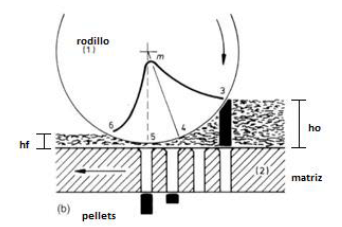 rodillo
(1)
m
3
6
5
4
ho
hf
(2)
matriz
(b)
pellets